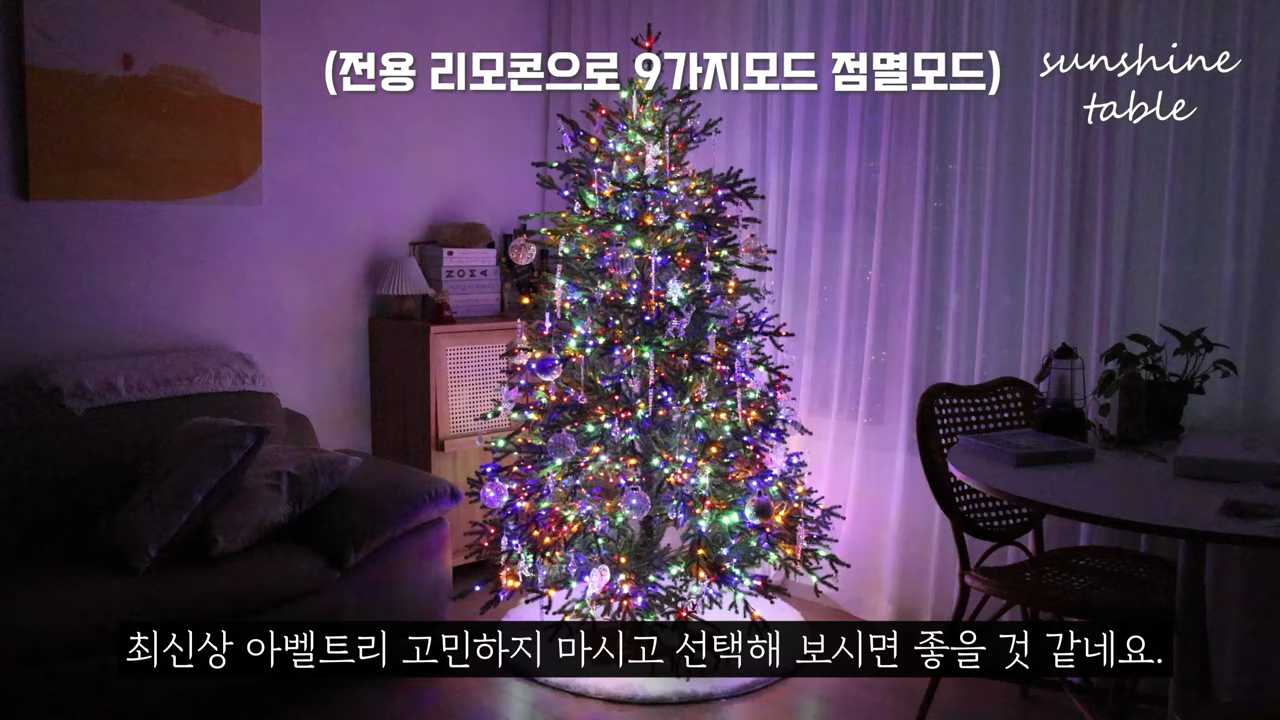 (전용 리모콘으로 9가지모드 점멸모드)
sunshine
table
NOMA
최신상 아벨트리 고민하지 마시고 선택해 보시면 좋을 것 같네요.